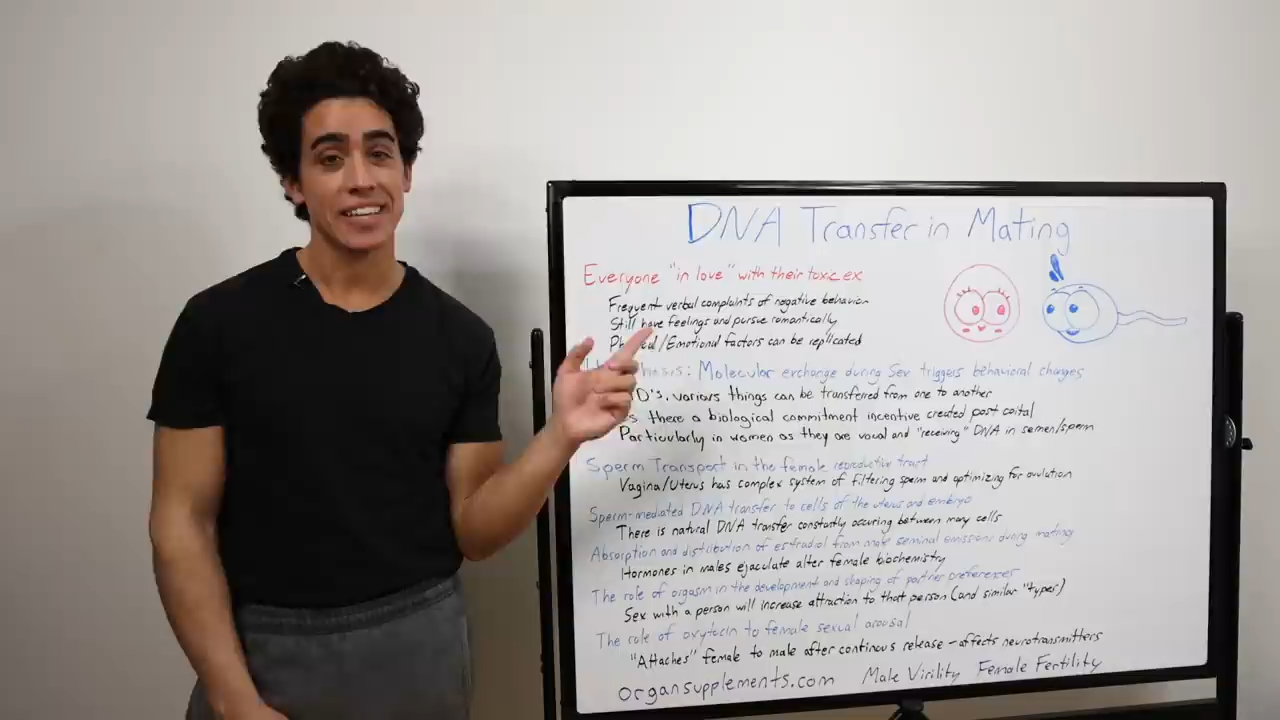 DNA Transfer in Mating
Everyone "in love" with their toxic ex
Frequent verbal complaints of negative behavior
Still have feelings and pursue romantically
/Emotional factors can be replicated
Molecular exchange during Sex triggers behavioral changes
various things can be transferred from one to another
there a biological commitment incentive created post coital
Particularly in women as they are vocal and "receiving" DNA in semen/sperm
Sperm Transport in the female reproductive tract
Vagina/Uterus has complex system of filtering sperm and optimizing for ovulation
Sperm-mediated DNA transfer to cells of the uterus and embryo
There is natural DNA transfer constantly occuring between many cells
Absorption and distribution of estradiol from male seminal emissions during mating
Hormones in males ejaculate alter female biochemistry
The role of orgasm in the development and shaping of partner preferences
Sex with a person will increase attraction to that person (and similar "types")
The role of oxytocin to female sexual arousal
"Attaches" female to male after continous release - affects neurotransmitters
organsupplements.com Male Virility Female Fertility